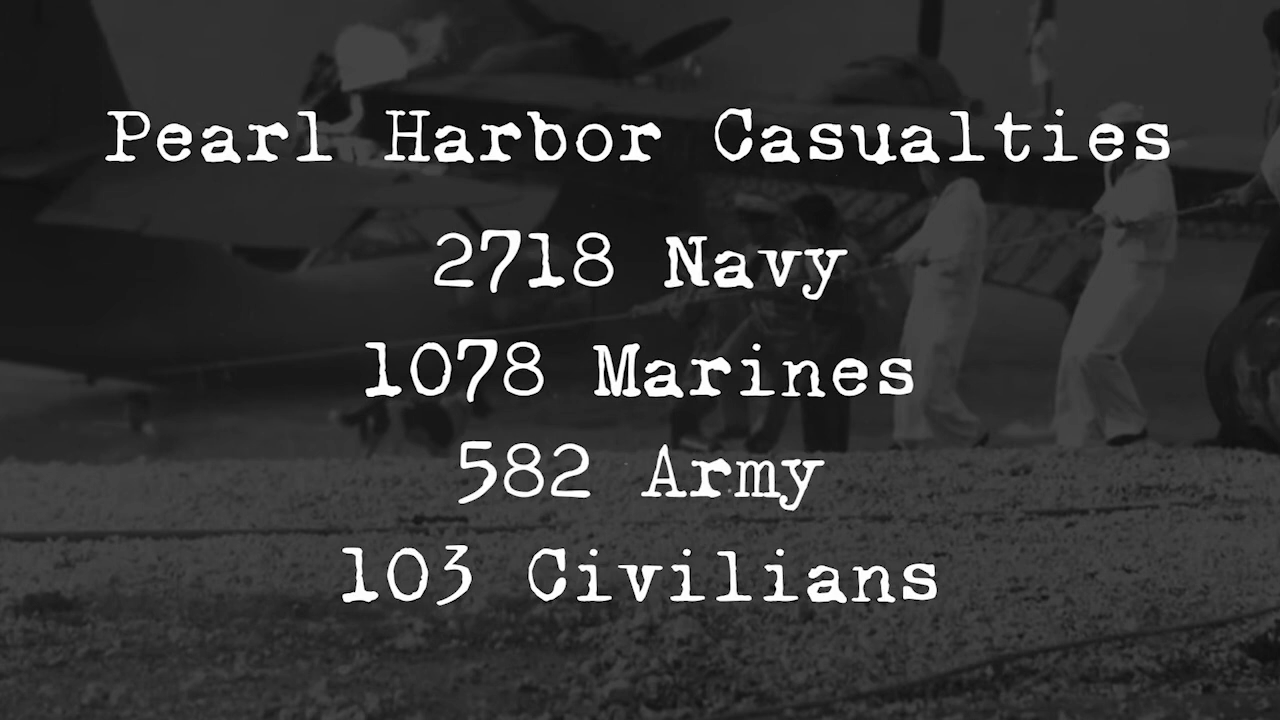 Pearl Harbor Casualties
2718 Navy
1078 Marines
582 Army
103 Civilians